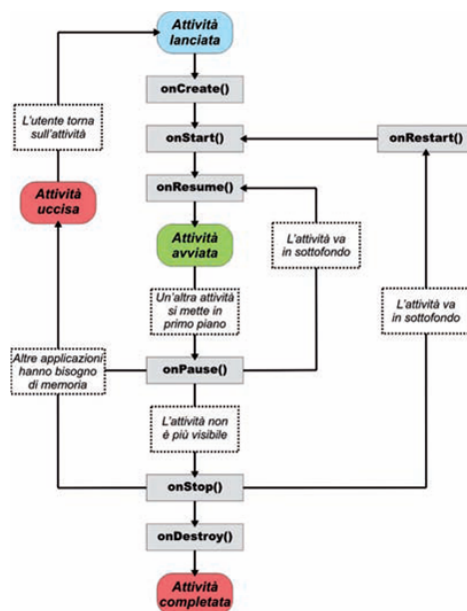 Attività
lanciata
onCreate()
L'utente torna
sull'attività
onStart()
onRestart()
Attività
uccisa
onResume()
Attività
avviata
L'attività va
in sottofondo
L'attività va
in sottofondo
Un'altra attività
si mette in
primo piano
Altre applicazioni
hanno bisogno
di memoria
onPause()
L'attività non
è più visibile
onStop()
onDestroy()
Attività
completata